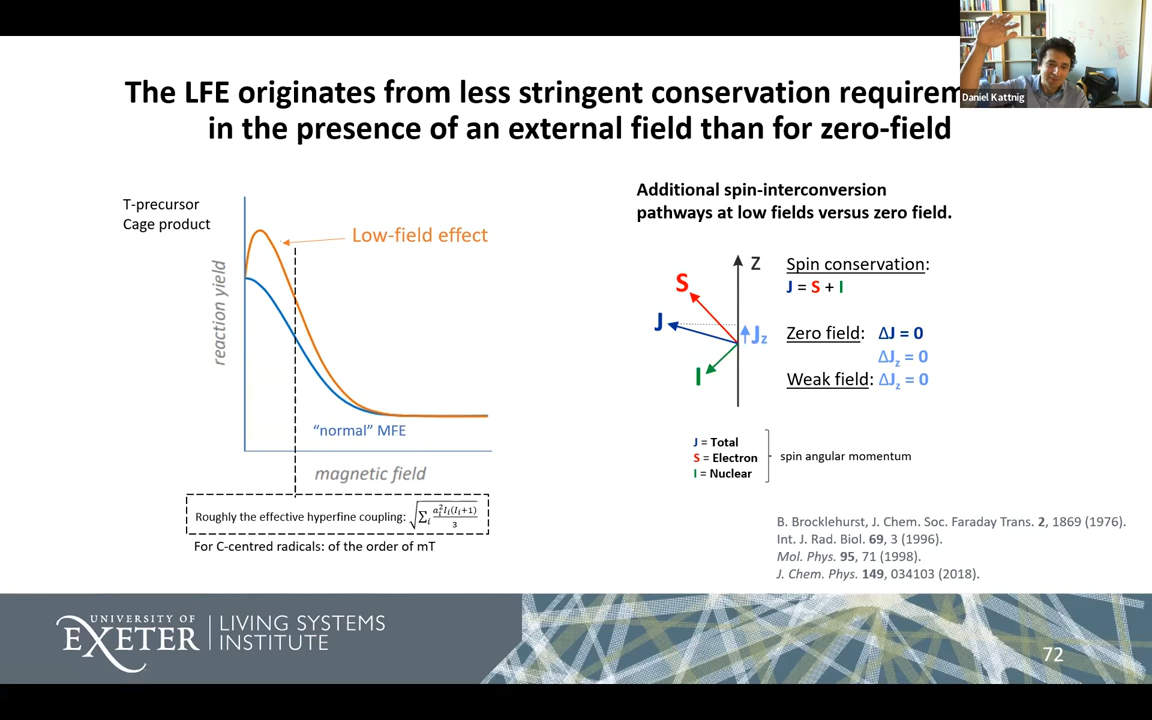 The LFE originates from less stringent conservation requirem
in the presence of an external field than for zero-field
Daniel Kattnig
T-precursor
Cage product
Low-field effect
reaction yield
"normal" MFE
magnetic field
Roughly the effective hyperfine coupling: √(∑ᵢ aᵢ²Iᵢ(Iᵢ+1)/3)
For C-centred radicals: of the order of mT
Additional spin-interconversion
pathways at low fields versus zero field.
Z
S
J
Jz
I
Spin conservation:
J = S + I
Zero field: ΔJ = 0
ΔJz = 0
Weak field: ΔJz = 0
J = Total
S = Electron
I = Nuclear
spin angular momentum
B. Brocklehurst, J. Chem. Soc. Faraday Trans. 2, 1869 (1976).
Int. J. Rad. Biol. 69, 3 (1996).
Mol. Phys. 95, 71 (1998).
J. Chem. Phys. 149, 034103 (2018).
UNIVERSITY OF
EXETER
LIVING SYSTEMS
INSTITUTE
72